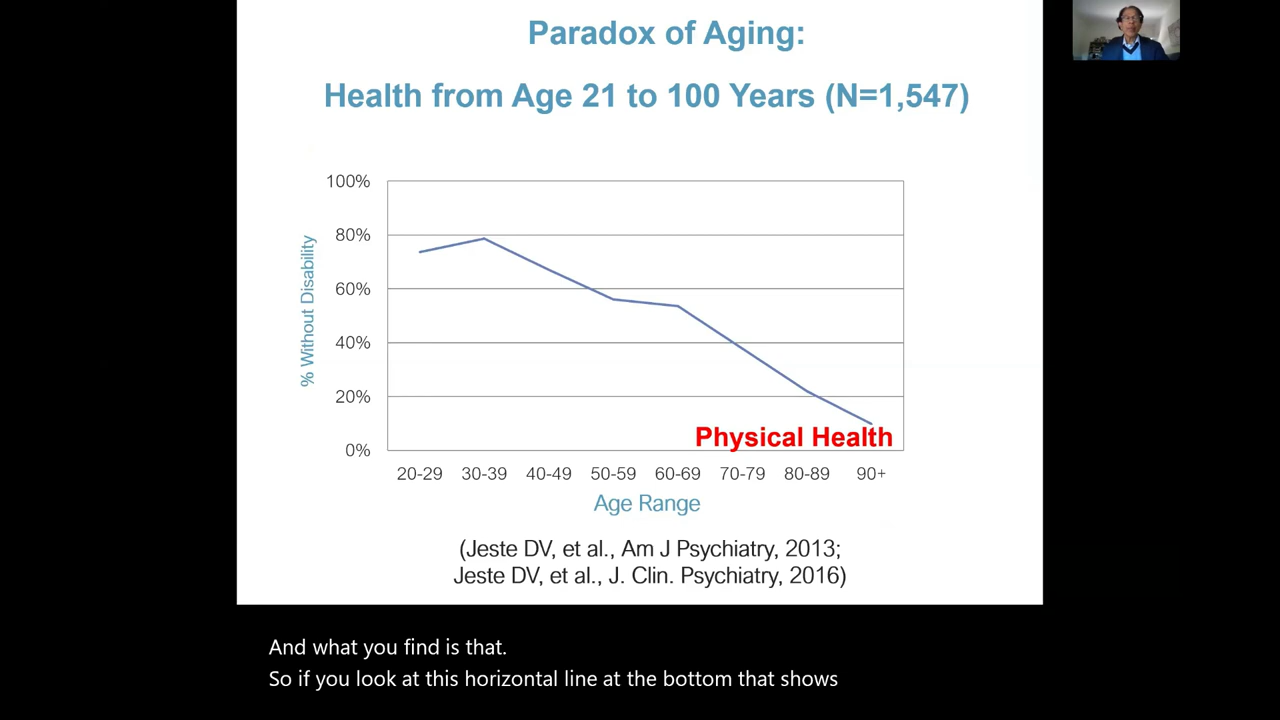 Paradox of Aging:
Health from Age 21 to 100 Years (N=1,547)
% Without Disability
100%
80%
60%
40%
20%
0%
Physical Health
20-29 30-39 40-49 50-59 60-69 70-79 80-89 90+
Age Range
(Jeste DV, et al., Am J Psychiatry, 2013;
Jeste DV, et al., J. Clin. Psychiatry, 2016)
And what you find is that.
So if you look at this horizontal line at the bottom that shows